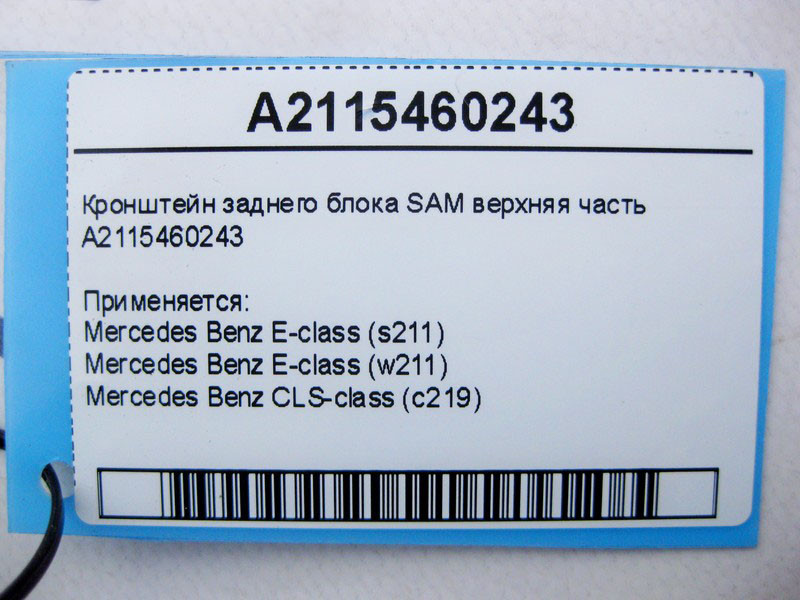 A2115460243
Кронштейн заднего блока SAM верхняя часть
A2115460243
Применяется:
Mercedes Benz E-class (s211)
Mercedes Benz E-class (w211)
Mercedes Benz CLS-class (c219)